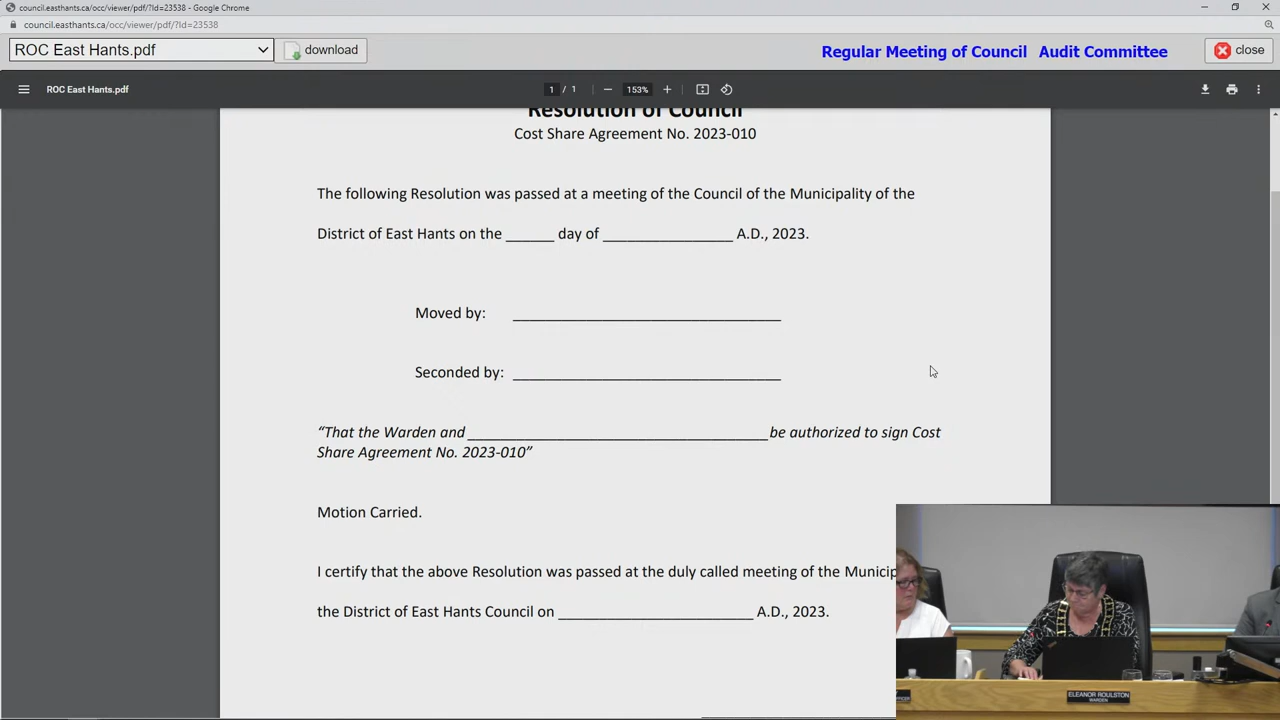 council.easthants.ca/occ/viewer/pdf/?Id=23538 - Google Chrome
council.easthants.ca/occ/viewer/pdf/?Id=23538
ROC East Hants.pdf
download
Regular Meeting of Council Audit Committee
close
ROC East Hants.pdf
1 / 1
153%
Resolution of Council
Cost Share Agreement No. 2023-010
The following Resolution was passed at a meeting of the Council of the Municipality of the
District of East Hants on the ______ day of ________________ A.D., 2023.
Moved by: _________________________________
Seconded by: _________________________________
“That the Warden and _____________________________________be authorized to sign Cost
Share Agreement No. 2023-010”
Motion Carried.
I certify that the above Resolution was passed at the duly called meeting of the Municip
the District of East Hants Council on ________________________ A.D., 2023.
ELEANOR ROULSTON
WARDEN